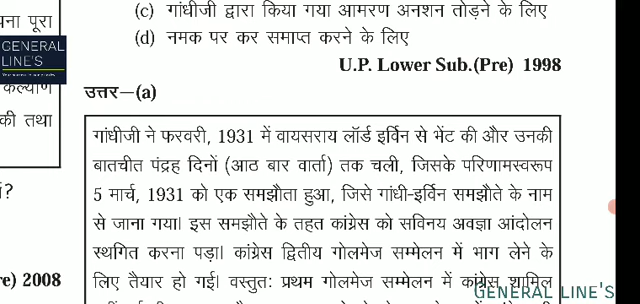 (c) गांधीजी द्वारा किया गया आमरण अनशन तोड़ने के लिए
पना पूरा
(d) नमक पर कर समाप्त करने के लिए
GENERAL
LINE'S
U.P. Lower Sub.(Pre) 1998
कल्याण
उत्तर—(a)
की तथा
गांधीजी ने फरवरी, 1931 में वायसराय लॉर्ड इर्विन से भेंट की और उनकी
बातचीत पंद्रह दिनों (आठ बार वार्ता) तक चली, जिसके परिणामस्वरूप
5 मार्च, 1931 को एक समझौता हुआ, जिसे गांधी-इर्विन समझौते के नाम
से जाना गया। इस समझौते के तहत कांग्रेस को सविनय अवज्ञा आंदोलन
स्थगित करना पड़ा। कांग्रेस द्वितीय गोलमेज सम्मेलन में भाग लेने के
re) 2008
लिए तैयार हो गई। वस्तुतः प्रथम गोलमेज सम्मेलन में कांग्रेस शामिल
GENERAL LINE'S